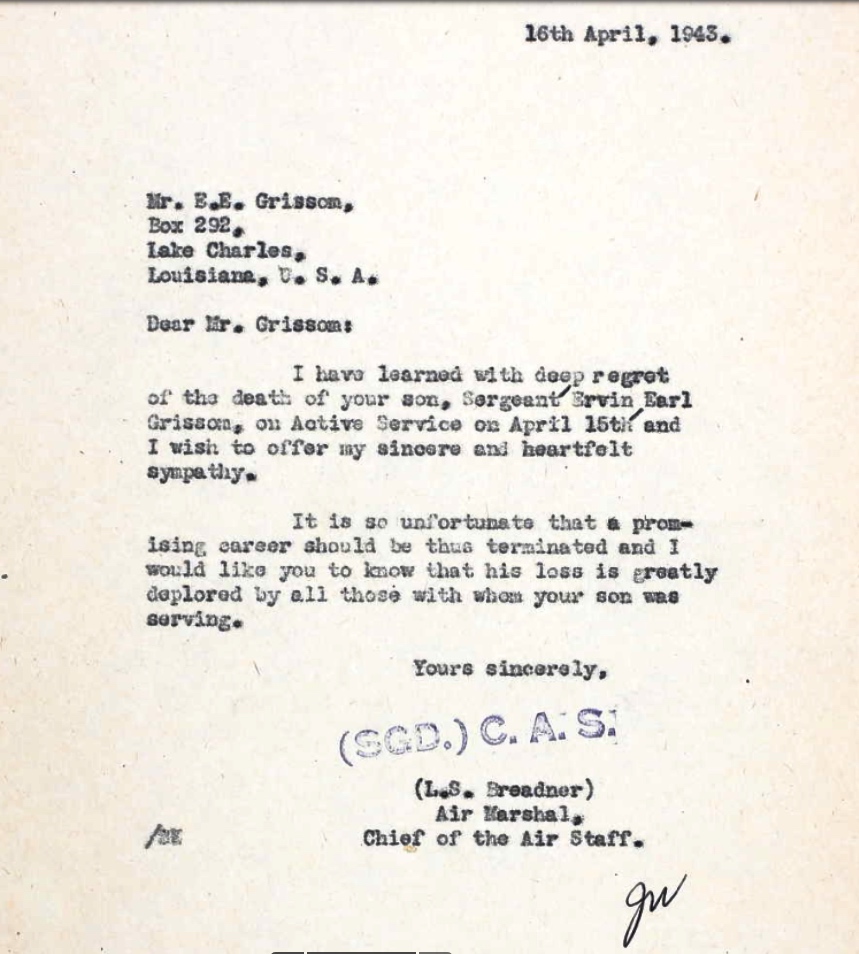 16th April, 1943.
Mr. E.E. Grissom,
Box 292,
Lake Charles,
Louisiana, U. S. A.
Dear Mr. Grissom:
I have learned with deep regret
of the death of your son, Sergeant Ervin Earl
Grissom, on Active Service on April 15th and
I wish to offer my sincere and heartfelt
sympathy.
It is so unfortunate that a prom-
ising career should be thus terminated and I
would like you to know that his loss is greatly
deplored by all those with whom your son was
serving.
Yours sincerely,
(SGD.) C. A. S.
(L.S. Breadner)
Air Marshal,
Chief of the Air Staff.